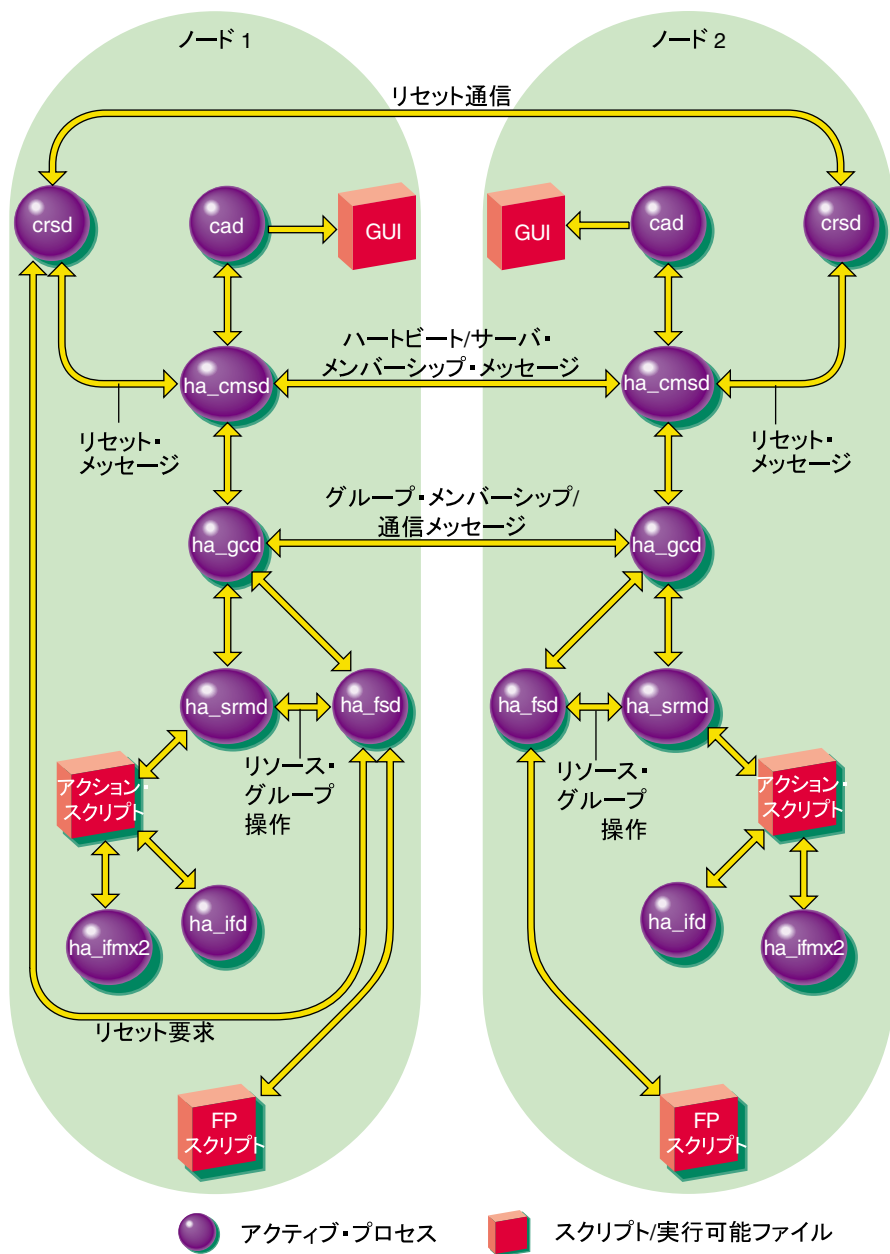 ノード 1
ノード 2
リセット通信
crsd
cad
GUI
GUI
cad
crsd
ハートビート/サーバ・
メンバーシップ・メッセージ
ha_cmsd
ha_cmsd
リセット・
メッセージ
リセット・
メッセージ
グループ・メンバーシップ/
通信メッセージ
ha_gcd
ha_gcd
ha_srmd
ha_fsd
ha_fsd
ha_srmd
リソース・
グループ
操作
リソース・
グループ
操作
アクション・
スクリプト
アクション・
スクリプト
ha_ifmx2
ha_ifd
ha_ifd
ha_ifmx2
リセット要求
FP
スクリプト
FP
スクリプト
アクティブ・プロセス
スクリプト/実行可能ファイル